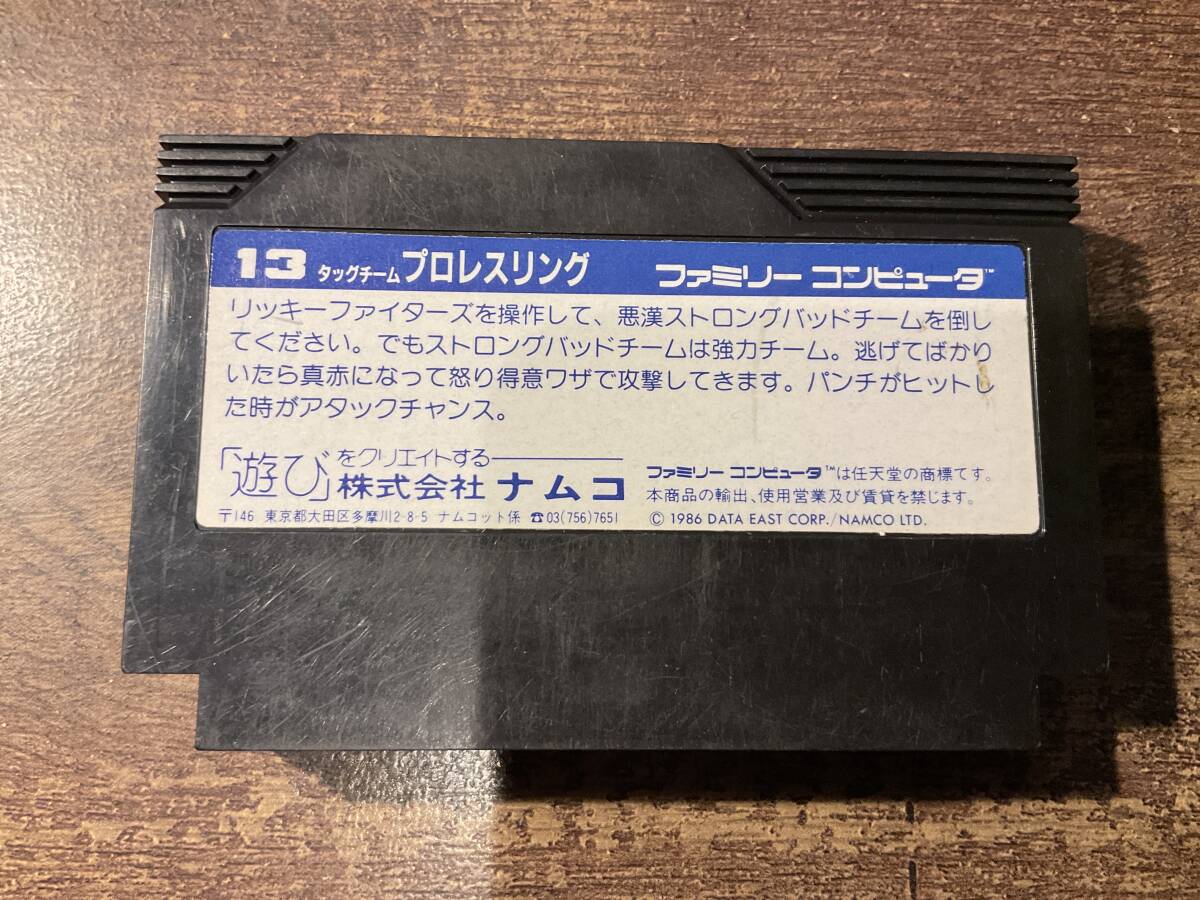 13 タッグチーム プロレスリング ファミリー コンピュータ™
リッキーファイターズを操作して、悪漢ストロングバッドチームを倒し
てください。でもストロングバッドチームは強力チーム。逃げてばかり
いたら真赤になって怒り得意ワザで攻撃してきます。パンチがヒットし
た時がアタックチャンス。
「遊び」をクリエイトする
株式会社 ナムコ
〒146 東京都大田区多摩川2-8-5 ナムコット係 ☎03(756)7651
ファミリー コンピュータ™は任天堂の商標です。
本商品の輸出、使用営業及び賃貸を禁じます。
© 1986 DATA EAST CORP./NAMCO LTD.